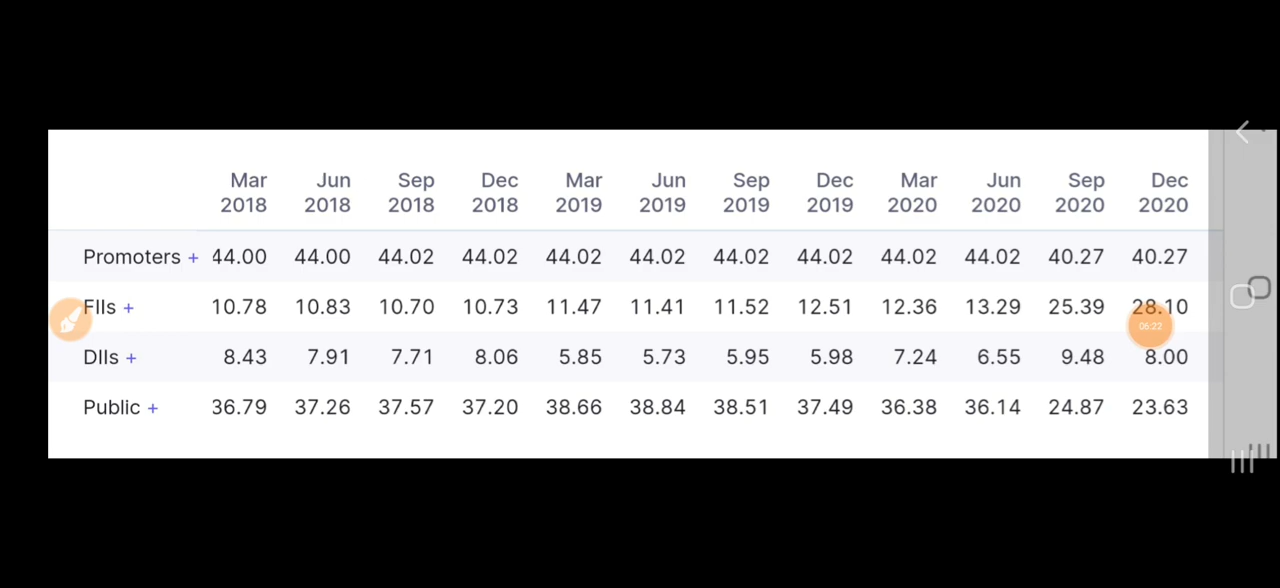 Mar Jun Sep Dec Mar Jun Sep Dec Mar Jun Sep Dec
2018 2018 2018 2018 2019 2019 2019 2019 2020 2020 2020 2020
Promoters + 44.00 44.00 44.02 44.02 44.02 44.02 44.02 44.02 44.02 44.02 40.27 40.27
FIIs + 10.78 10.83 10.70 10.73 11.47 11.41 11.52 12.51 12.36 13.29 25.39 28.10
06:22
DIIs + 8.43 7.91 7.71 8.06 5.85 5.73 5.95 5.98 7.24 6.55 9.48 8.00
Public + 36.79 37.26 37.57 37.20 38.66 38.84 38.51 37.49 36.38 36.14 24.87 23.63